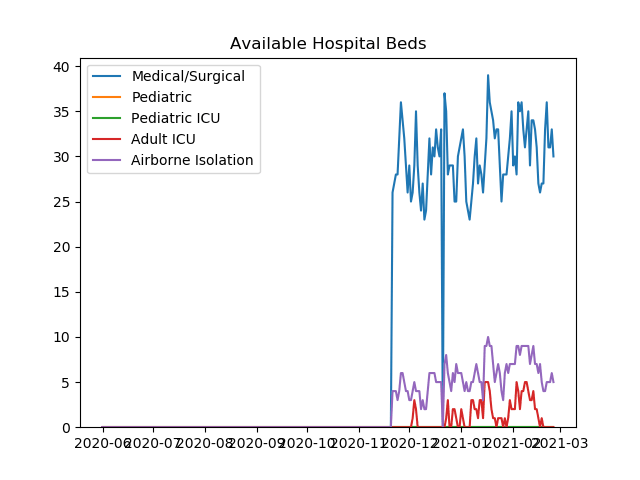 Available Hospital Beds
40
35
30
25
20
15
10
5
0
Medical/Surgical
Pediatric
Pediatric ICU
Adult ICU
Airborne Isolation
2020-06 2020-07 2020-08 2020-09 2020-10 2020-11 2020-12 2021-01 2021-02 2021-03